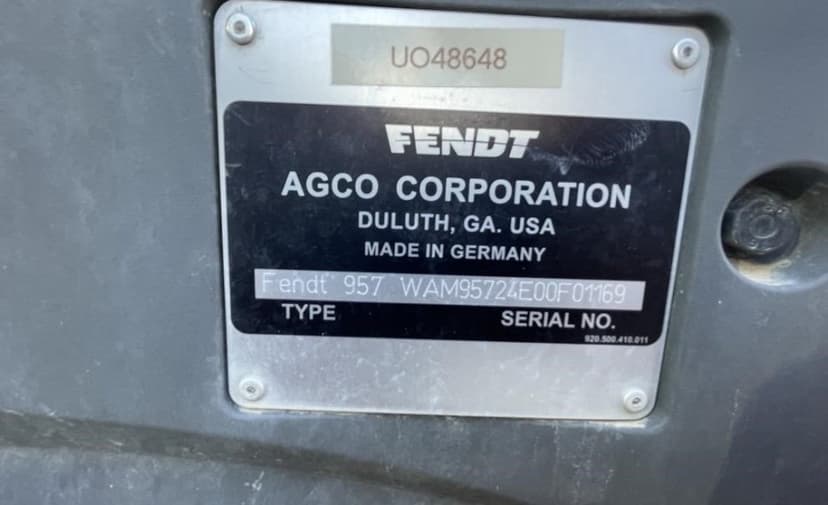 UO48648
FENDT
AGCO CORPORATION
DULUTH, GA. USA
MADE IN GERMANY
Fendt 957 WAM95724E00F01169
TYPE SERIAL NO.
920.500.410.011